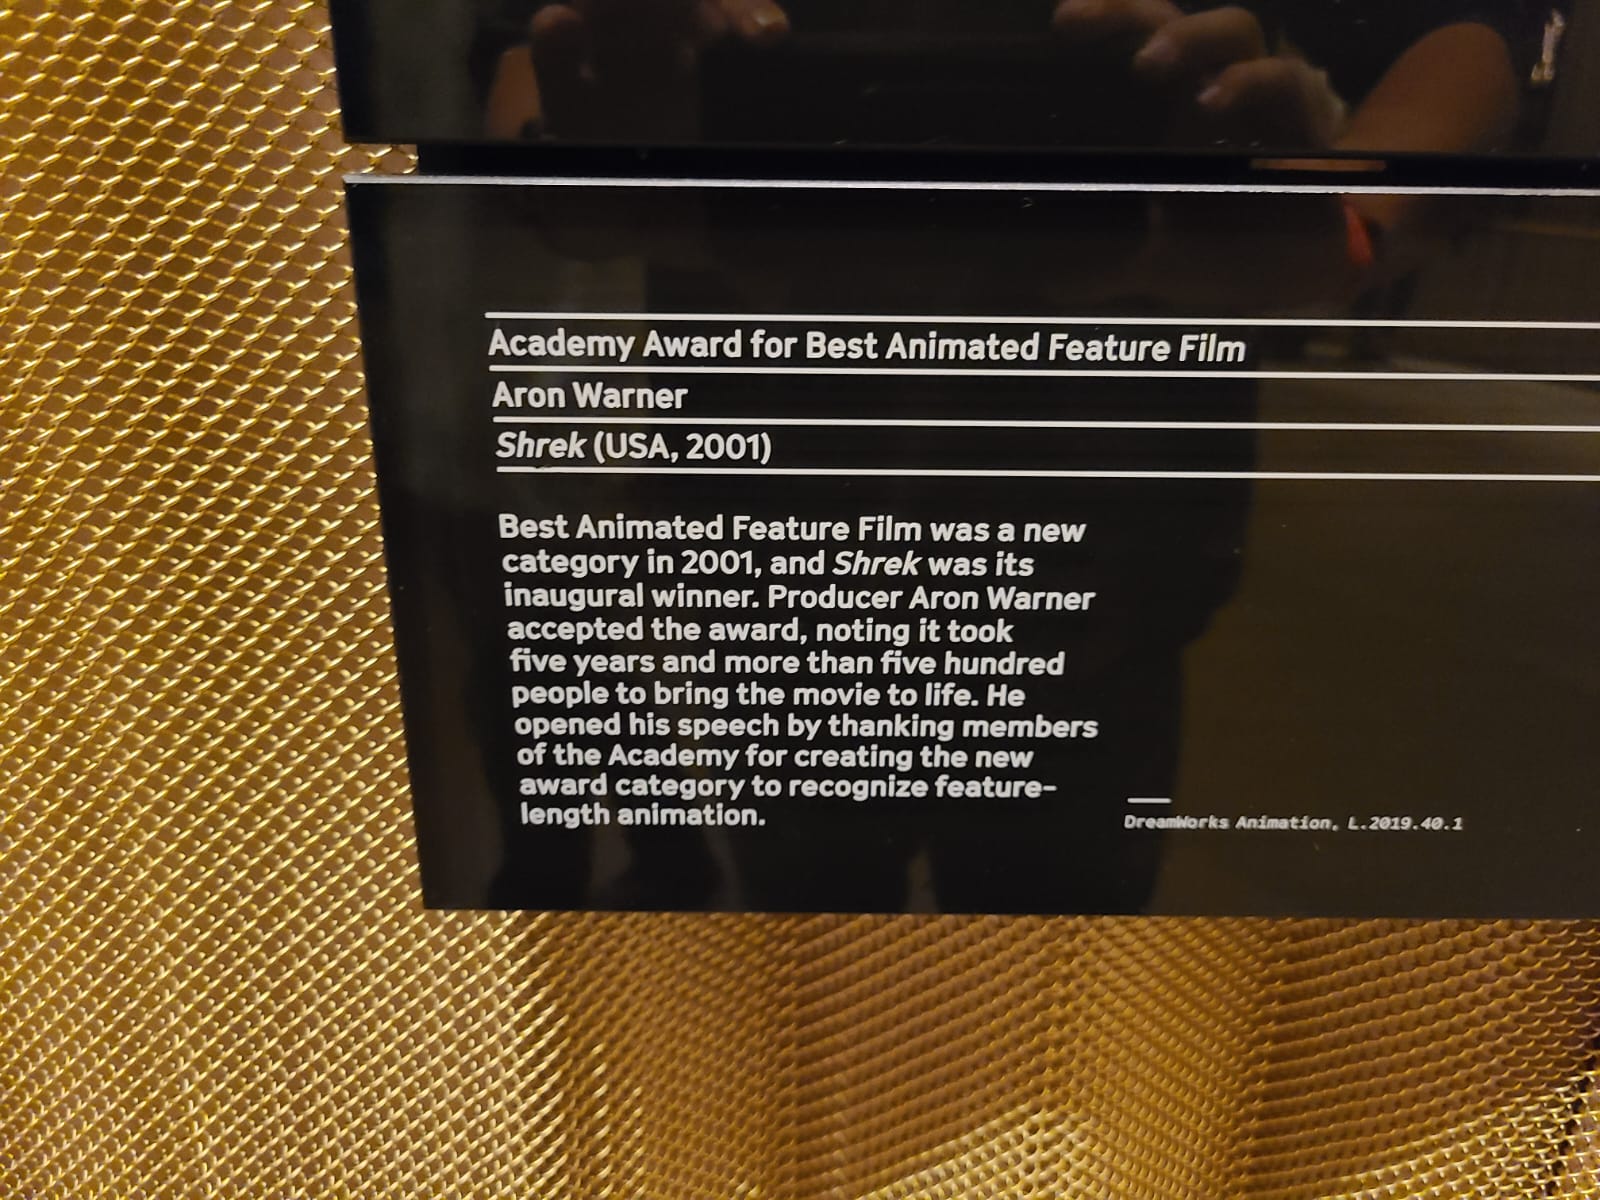 Academy Award for Best Animated Feature Film
Aron Warner
Shrek (USA, 2001)
Best Animated Feature Film was a new
category in 2001, and Shrek was its
inaugural winner. Producer Aron Warner
accepted the award, noting it took
five years and more than five hundred
people to bring the movie to life. He
opened his speech by thanking members
of the Academy for creating the new
award category to recognize feature-
length animation.
DreamWorks Animation, L.2019.40.1